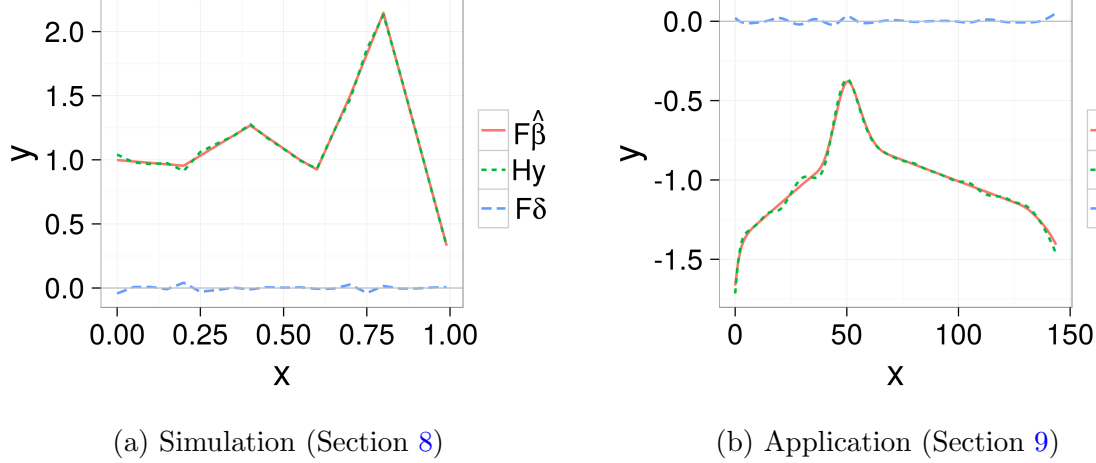 2.0
1.5
1.0
0.5
0.0
y
0.00 0.25 0.50 0.75 1.00
x
Fβ̂
Hy
Fδ
(a) Simulation (Section 8)
0.0
-0.5
-1.0
-1.5
y
0 50 100 150
x
(b) Application (Section 9)